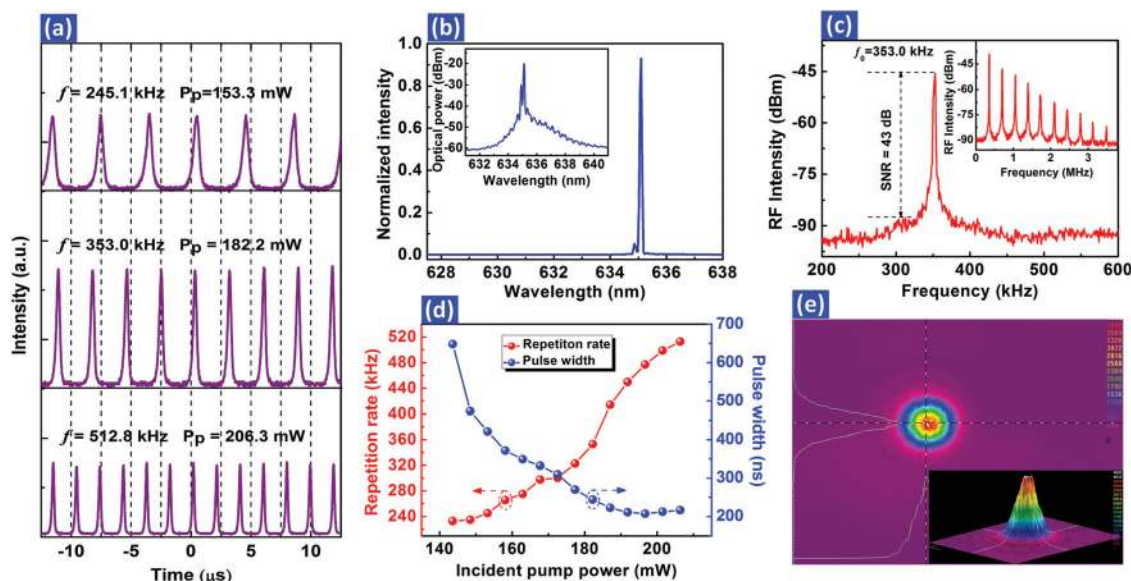 (a)
f = 245.1 kHz P_p=153.3 mW
f = 353.0 kHz P_p = 182.2 mW
f = 512.8 kHz P_p = 206.3 mW
Intensity (a.u.)
-10 -5 0 5 10
Time (μs)
(b)
1.0
0.8
0.6
0.4
0.2
0.0
Normalized intensity
628 630 632 634 636 638
Wavelength (nm)
-20
-30
-40
-50
-60
Optical power (dBm)
632 634 636 638 640
Wavelength (nm)
(c)
f_0=353.0 kHz
-45
-60
-75
-90
RF Intensity (dBm)
SNR = 43 dB
200 300 400 500 600
Frequency (kHz)
-30
-45
-60
-75
-90
RF Intensity (dBm)
0 1 2 3
Frequency (MHz)
(d)
520
480
440
400
360
320
280
240
Repetition rate (kHz)
Repetiton rate
Pulse width
700
600
500
400
300
200
Pulse width (ns)
140 160 180 200
Incident pump power (mW)
(e)